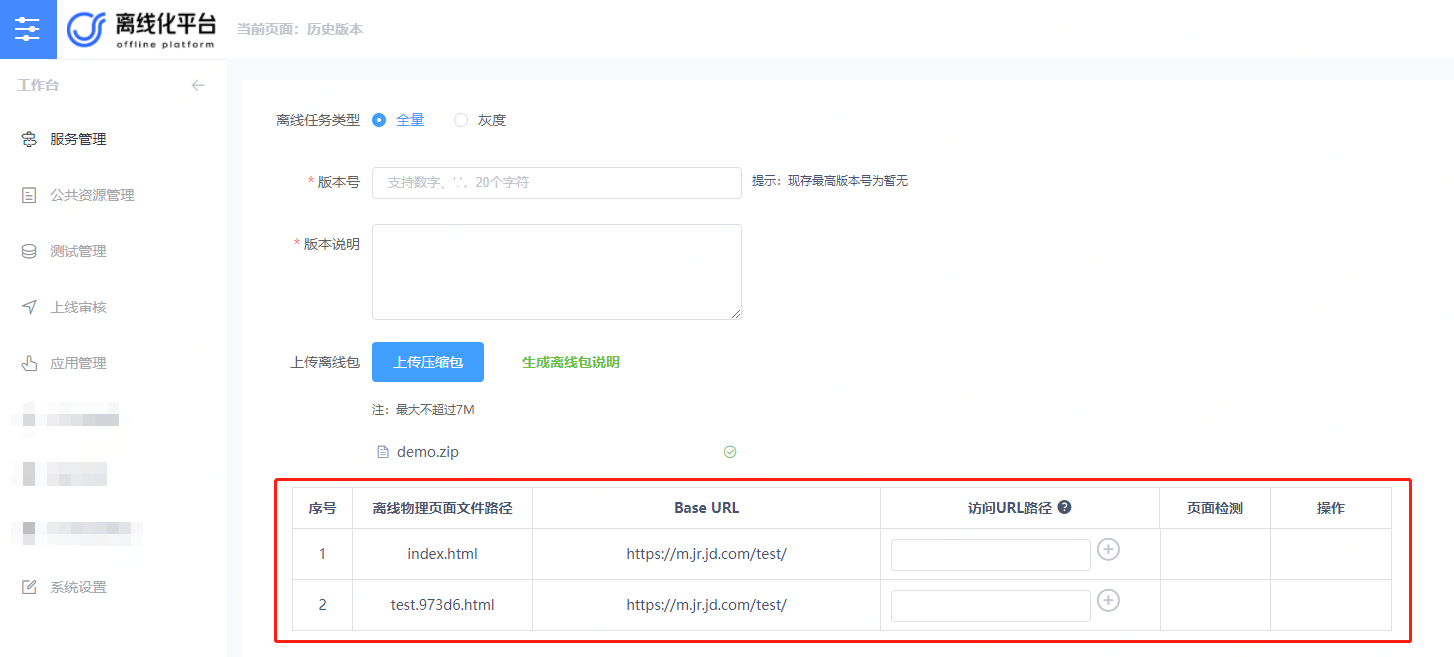 离线化平台
offline platform
当前页面：历史版本
工作台
服务管理
公共资源管理
测试管理
上线审核
应用管理
系统设置
离线任务类型 全量 灰度
* 版本号 支持数字、'.'，20个字符 提示：现存最高版本号为暂无
* 版本说明
上传离线包 上传压缩包 生成离线包说明
注：最大不超过7M
demo.zip
序号 离线物理页面文件路径 Base URL 访问URL路径 ? 页面检测 操作
1 index.html https://m.jr.jd.com/test/
2 test.973d6.html https://m.jr.jd.com/test/